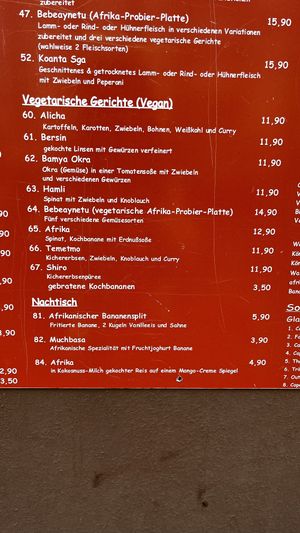 zubereitet
47. Bebeaynetu (Afrika-Probier-Platte) 15,90
Lamm- oder Rind- oder Hühnerfleisch in verschiedenen Variationen
zubereitet und drei verschiedene vegetarische Gerichte
(wahlweise 2 Fleischsorten)
52. Koanta Sga 15,90
Geschnittenes & getrocknetes Lamm- oder Rind- oder Hühnerfleisch
mit Zwiebeln und Peperoni
Vegetarische Gerichte (Vegan)
60. Alicha 11,90
Kartoffeln, Karotten, Zwiebeln, Bohnen, Weißkohl und Curry
61. Bersin 11,90
gekochte Linsen mit Gewürzen verfeinert
62. Bamya Okra 11,90
Okra (Gemüse) in einer Tomatensoße mit Zwiebeln
und verschiedenen Gewürzen
63. Hamli 11,90
Spinat mit Zwiebeln und Knoblauch
64. Bebeaynetu (vegetarische Afrika-Probier-Platte) 14,90
Fünf verschiedene Gemüsesorten
65. Afrika 12,90
Spinat, Kochbanane mit Erdnußsoße
66. Temetmo 11,90
Kichererbsen, Zwiebeln, Knoblauch und Curry
67. Shiro 11,90
Kichererbsenpüree
gebratene Kochbananen 3,50
Nachtisch
81. Afrikanischer Bananensplit 5,90
Fritierte Banane, 2 Kugeln Vanilleeis und Sahne
82. Muchbasa 3,90
Afrikanische Spezialität mit Fruchtjoghurt Banane
84. Afrika 4,90
in Kokosnuss-Milch gekochter Reis auf einem Mango-Creme Spiegel